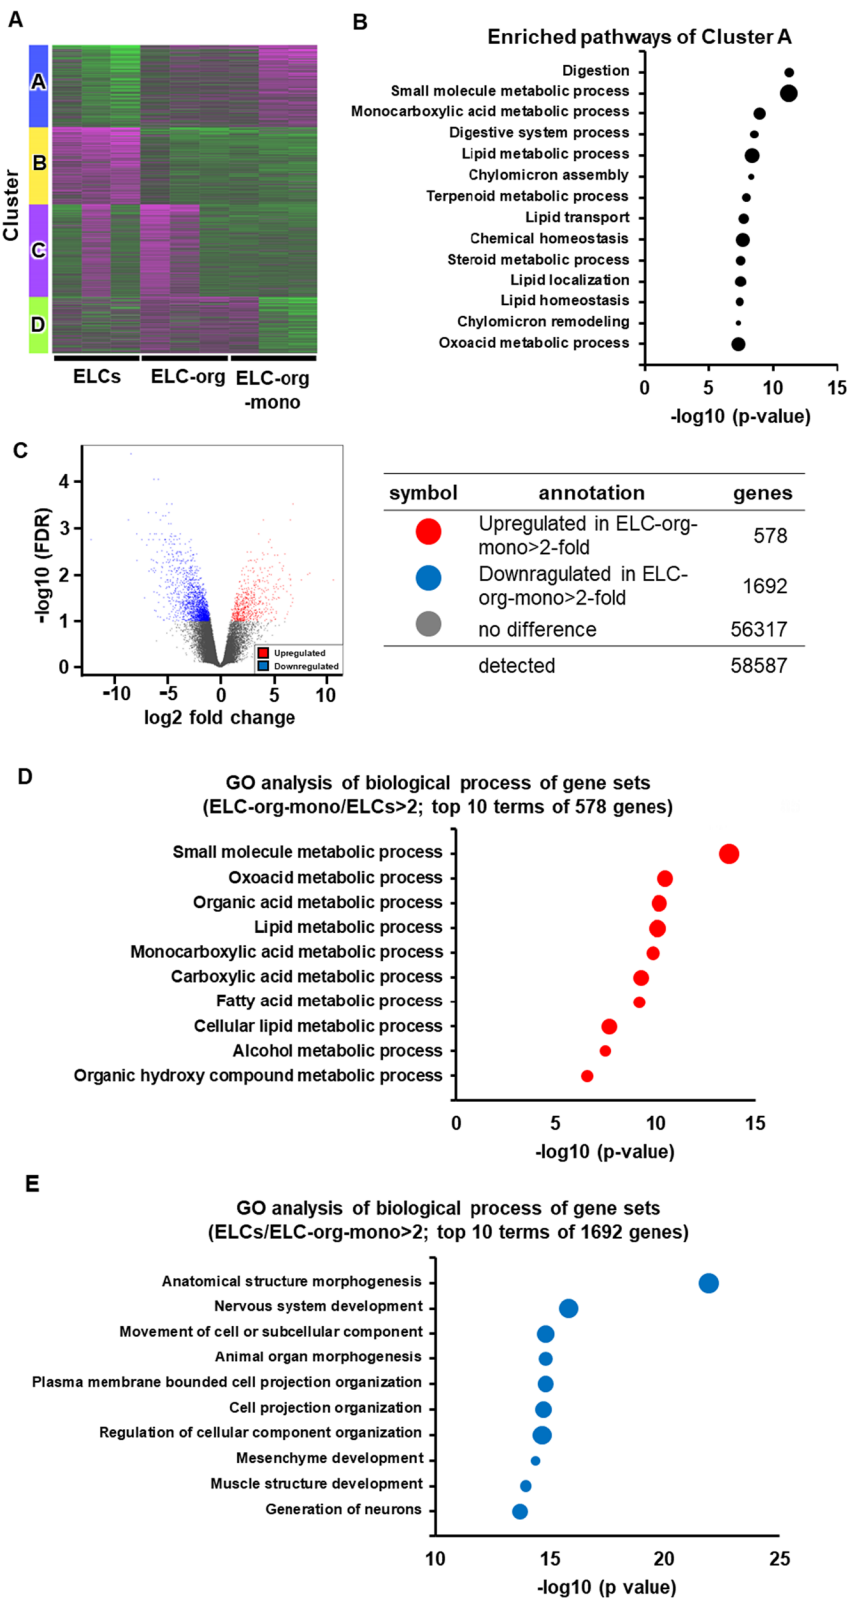 A
Cluster
A
B
C
D
ELCs
ELC-org
ELC-org
-mono
B
Enriched pathways of Cluster A
Digestion
Small molecule metabolic process
Monocarboxylic acid metabolic process
Digestive system process
Lipid metabolic process
Chylomicron assembly
Terpenoid metabolic process
Lipid transport
Chemical homeostasis
Steroid metabolic process
Lipid localization
Lipid homeostasis
Chylomicron remodeling
Oxoacid metabolic process
0 5 10 15
-log10 (p-value)
C
-log10 (FDR)
4
3
2
1
0
Upregulated
Downregulated
-10 -5 0 5 10
log2 fold change
symbol annotation genes
Upregulated in ELC-org-
mono>2-fold 578
Downragulated in ELC-
org-mono>2-fold 1692
no difference 56317
detected 58587
D
GO analysis of biological process of gene sets
(ELC-org-mono/ELCs>2; top 10 terms of 578 genes)
Small molecule metabolic process
Oxoacid metabolic process
Organic acid metabolic process
Lipid metabolic process
Monocarboxylic acid metabolic process
Carboxylic acid metabolic process
Fatty acid metabolic process
Cellular lipid metabolic process
Alcohol metabolic process
Organic hydroxy compound metabolic process
0 5 10 15
-log10 (p-value)
E
GO analysis of biological process of gene sets
(ELCs/ELC-org-mono>2; top 10 terms of 1692 genes)
Anatomical structure morphogenesis
Nervous system development
Movement of cell or subcellular component
Animal organ morphogenesis
Plasma membrane bounded cell projection organization
Cell projection organization
Regulation of cellular component organization
Mesenchyme development
Muscle structure development
Generation of neurons
10 15 20 25
-log10 (p value)